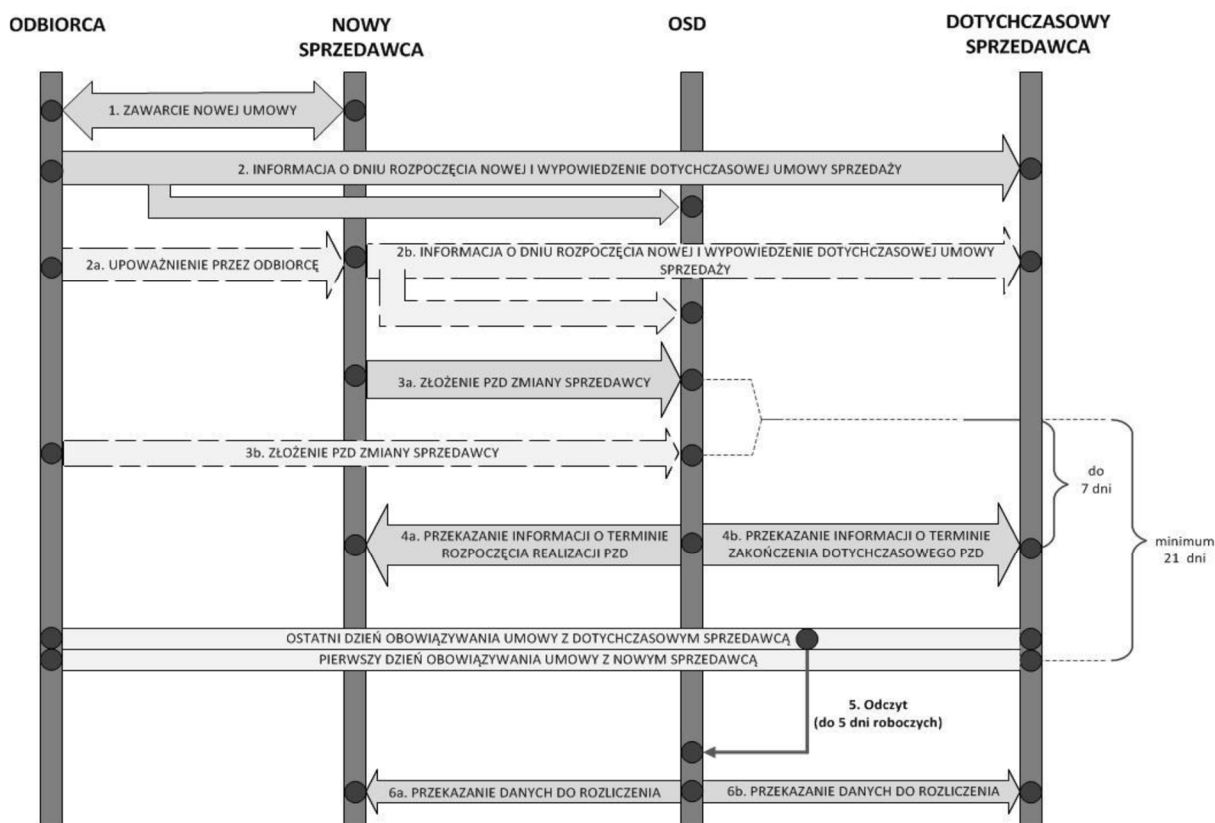 ODBIORCA
NOWY
SPRZEDAWCA
OSD
DOTYCHCZASOWY
SPRZEDAWCA
1. ZAWARCIE NOWEJ UMOWY
2. INFORMACJA O DNIU ROZPOCZĘCIA NOWEJ I WYPOWIEDZENIE DOTYCHCZASOWEJ UMOWY SPRZEDAŻY
2a. UPOWAŻNIENIE PRZEZ ODBIORCĘ
2b. INFORMACJA O DNIU ROZPOCZĘCIA NOWEJ I WYPOWIEDZENIE DOTYCHCZASOWEJ UMOWY
SPRZEDAŻY
3a. ZŁOŻENIE PZD ZMIANY SPRZEDAWCY
3b. ZŁOŻENIE PZD ZMIANY SPRZEDAWCY
do
7 dni
4a. PRZEKAZANIE INFORMACJI O TERMINIE
ROZPOCZĘCIA REALIZACJI PZD
4b. PRZEKAZANIE INFORMACJI O TERMINIE
ZAKOŃCZENIA DOTYCHCZASOWEGO PZD
minimum
21 dni
OSTATNI DZIEŃ OBOWIĄZYWANIA UMOWY Z DOTYCHCZASOWYM SPRZEDAWCĄ
PIERWSZY DZIEŃ OBOWIĄZYWANIA UMOWY Z NOWYM SPRZEDAWCĄ
5. Odczyt
(do 5 dni roboczych)
6a. PRZEKAZANIE DANYCH DO ROZLICZENIA
6b. PRZEKAZANIE DANYCH DO ROZLICZENIA